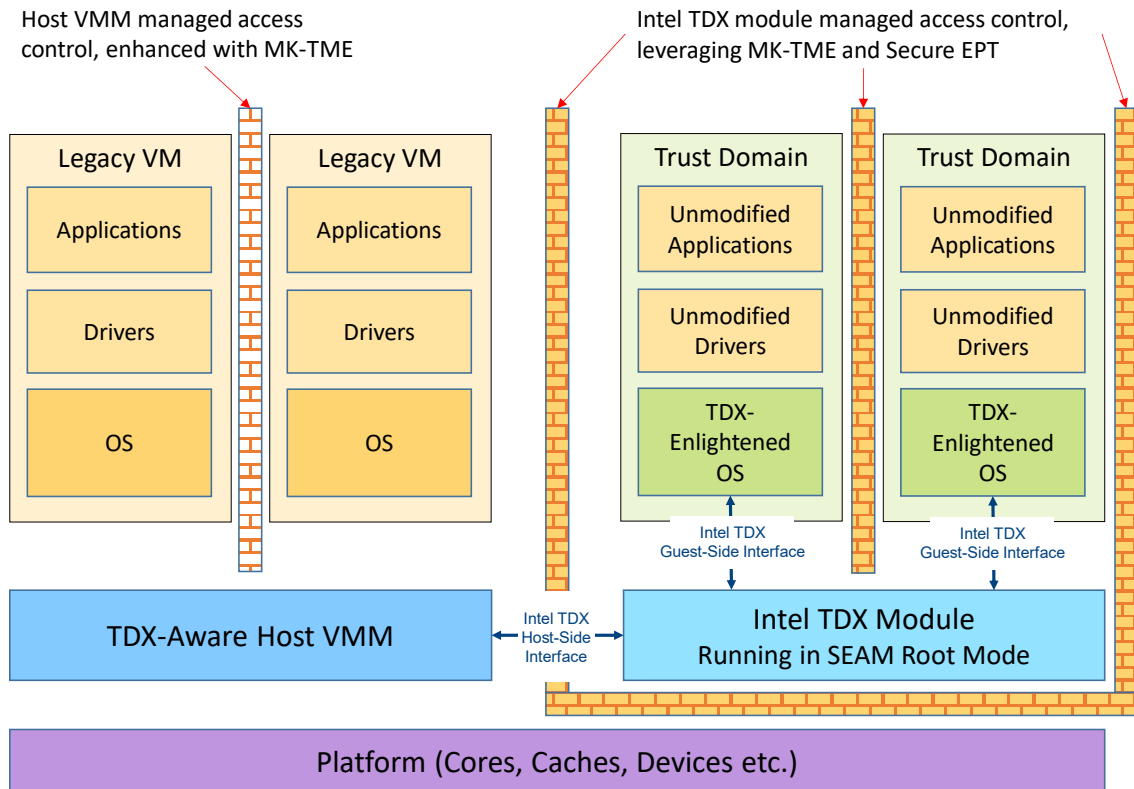 Host VMM managed access
control, enhanced with MK-TME
Intel TDX module managed access control,
leveraging MK-TME and Secure EPT
Legacy VM
Applications
Drivers
OS
Legacy VM
Applications
Drivers
OS
Trust Domain
Unmodified
Applications
Unmodified
Drivers
TDX-
Enlightened
OS
Trust Domain
Unmodified
Applications
Unmodified
Drivers
TDX-
Enlightened
OS
Intel TDX
Guest-Side Interface
Intel TDX
Guest-Side Interface
TDX-Aware Host VMM
Intel TDX
Host-Side
Interface
Intel TDX Module
Running in SEAM Root Mode
Platform (Cores, Caches, Devices etc.)